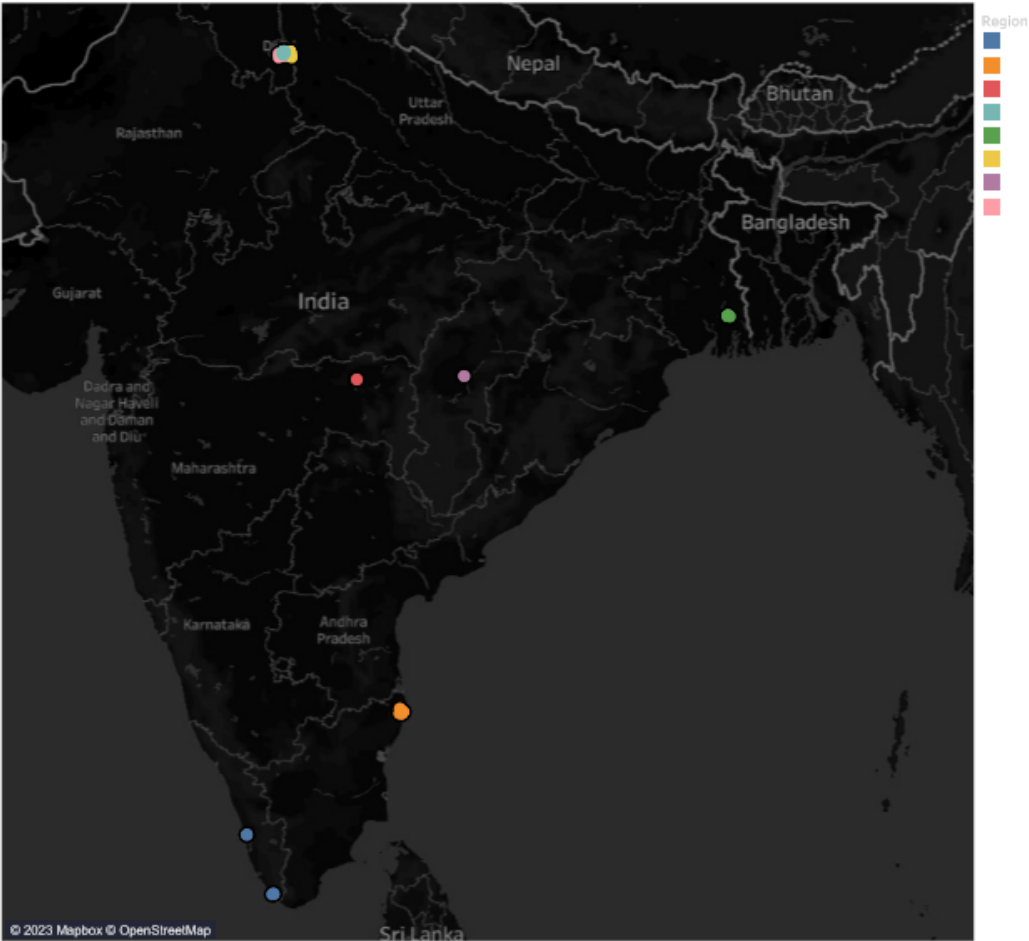 Region
Nepal
Bhutan
Uttar
Pradesh
Rajasthan
Bangladesh
Gujarat
India
Dadra and
Nagar Haveli
and Daman
and Diu
Maharashtra
Karnataka
Andhra
Pradesh
Sri Lanka
© 2023 Mapbox © OpenStreetMap